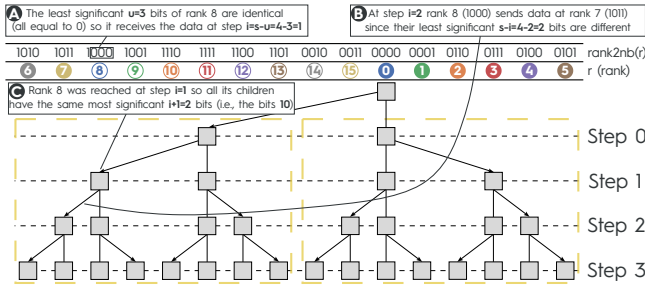 A The least significant u=3 bits of rank 8 are identical
(all equal to 0) so it receives the data at step i=s-u=4-3=1
B At step i=2 rank 8 (1000) sends data at rank 7 (1011)
since their least significant s-i=4-2=2 bits are different
1010 1011 1000 1001 1110 1111 1100 1101 0010 0011 0000 0001 0110 0111 0100 0101 rank2nb(r)
6 7 8 9 10 11 12 13 14 15 0 1 2 3 4 5 r (rank)
C Rank 8 was reached at step i=1 so all its children
have the same most significant i+1=2 bits (i.e., the bits 10)
Step 0
Step 1
Step 2
Step 3